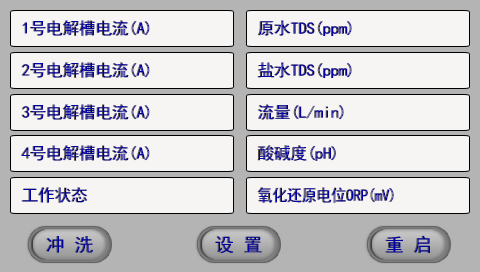 1号电解槽电流(A)
原水TDS(ppm)
2号电解槽电流(A)
盐水TDS(ppm)
3号电解槽电流(A)
流量(L/min)
4号电解槽电流(A)
酸碱度(pH)
工作状态
氧化还原电位ORP(mV)
冲 洗
设 置
重 启